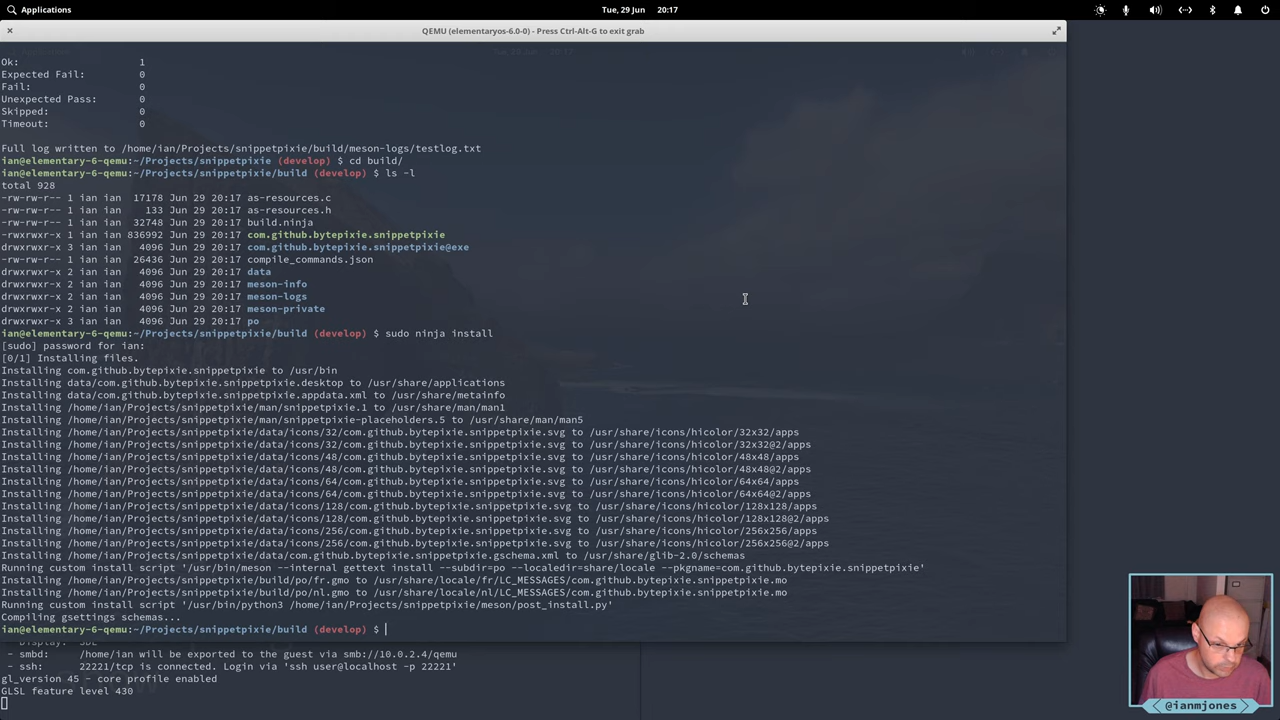 Applications
Tue, 29 Jun 20:17
QEMU (elementaryos-6.0-0) - Press Ctrl-Alt-G to exit grab
Ok: 1
Expected Fail: 0
Fail: 0
Unexpected Pass: 0
Skipped: 0
Timeout: 0
Full log written to /home/ian/Projects/snippetpixie/build/meson-logs/testlog.txt
ian@elementary-6-qemu:~/Projects/snippetpixie (develop) $ cd build/
ian@elementary-6-qemu:~/Projects/snippetpixie/build (develop) $ ls -l
total 928
-rw-rw-r-- 1 ian ian 17178 Jun 29 20:17 as-resources.c
-rw-rw-r-- 1 ian ian 133 Jun 29 20:17 as-resources.h
-rw-rw-r-- 1 ian ian 32748 Jun 29 20:17 build.ninja
-rwxrwxr-x 1 ian ian 836992 Jun 29 20:17 com.github.bytepixie.snippetpixie
drwxrwxr-x 3 ian ian 4096 Jun 29 20:17 com.github.bytepixie.snippetpixie@exe
-rw-rw-r-- 1 ian ian 26436 Jun 29 20:17 compile_commands.json
drwxrwxr-x 2 ian ian 4096 Jun 29 20:17 data
drwxrwxr-x 2 ian ian 4096 Jun 29 20:17 meson-info
drwxrwxr-x 2 ian ian 4096 Jun 29 20:17 meson-logs
drwxrwxr-x 2 ian ian 4096 Jun 29 20:17 meson-private
drwxrwxr-x 3 ian ian 4096 Jun 29 20:17 po
ian@elementary-6-qemu:~/Projects/snippetpixie/build (develop) $ sudo ninja install
[sudo] password for ian:
[0/1] Installing files.
Installing com.github.bytepixie.snippetpixie to /usr/bin
Installing data/com.github.bytepixie.snippetpixie.desktop to /usr/share/applications
Installing data/com.github.bytepixie.snippetpixie.appdata.xml to /usr/share/metainfo
Installing /home/ian/Projects/snippetpixie/man/snippetpixie.1 to /usr/share/man/man1
Installing /home/ian/Projects/snippetpixie/man/snippetpixie-placeholders.5 to /usr/share/man/man5
Installing /home/ian/Projects/snippetpixie/data/icons/32/com.github.bytepixie.snippetpixie.svg to /usr/share/icons/hicolor/32x32/apps
Installing /home/ian/Projects/snippetpixie/data/icons/32/com.github.bytepixie.snippetpixie.svg to /usr/share/icons/hicolor/32x32@2/apps
Installing /home/ian/Projects/snippetpixie/data/icons/48/com.github.bytepixie.snippetpixie.svg to /usr/share/icons/hicolor/48x48/apps
Installing /home/ian/Projects/snippetpixie/data/icons/48/com.github.bytepixie.snippetpixie.svg to /usr/share/icons/hicolor/48x48@2/apps
Installing /home/ian/Projects/snippetpixie/data/icons/64/com.github.bytepixie.snippetpixie.svg to /usr/share/icons/hicolor/64x64/apps
Installing /home/ian/Projects/snippetpixie/data/icons/64/com.github.bytepixie.snippetpixie.svg to /usr/share/icons/hicolor/64x64@2/apps
Installing /home/ian/Projects/snippetpixie/data/icons/128/com.github.bytepixie.snippetpixie.svg to /usr/share/icons/hicolor/128x128/apps
Installing /home/ian/Projects/snippetpixie/data/icons/128/com.github.bytepixie.snippetpixie.svg to /usr/share/icons/hicolor/128x128@2/apps
Installing /home/ian/Projects/snippetpixie/data/icons/256/com.github.bytepixie.snippetpixie.svg to /usr/share/icons/hicolor/256x256/apps
Installing /home/ian/Projects/snippetpixie/data/icons/256/com.github.bytepixie.snippetpixie.svg to /usr/share/icons/hicolor/256x256@2/apps
Installing /home/ian/Projects/snippetpixie/data/com.github.bytepixie.snippetpixie.gschema.xml to /usr/share/glib-2.0/schemas
Running custom install script '/usr/bin/meson --internal gettext install --subdir=po --localedir=share/locale --pkgname=com.github.bytepixie.snippetpixie'
Installing /home/ian/Projects/snippetpixie/build/po/fr.gmo to /usr/share/locale/fr/LC_MESSAGES/com.github.bytepixie.snippetpixie.mo
Installing /home/ian/Projects/snippetpixie/build/po/nl.gmo to /usr/share/locale/nl/LC_MESSAGES/com.github.bytepixie.snippetpixie.mo
Running custom install script '/usr/bin/python3 /home/ian/Projects/snippetpixie/meson/post_install.py'
Compiling gsettings schemas...
ian@elementary-6-qemu:~/Projects/snippetpixie/build (develop) $
- Display: SDL
- smbd: /home/ian will be exported to the guest via smb://10.0.2.4/qemu
- ssh: 22221/tcp is connected. Login via 'ssh user@localhost -p 22221'
gl_version 45 - core profile enabled
GLSL feature level 430
@ianmjones